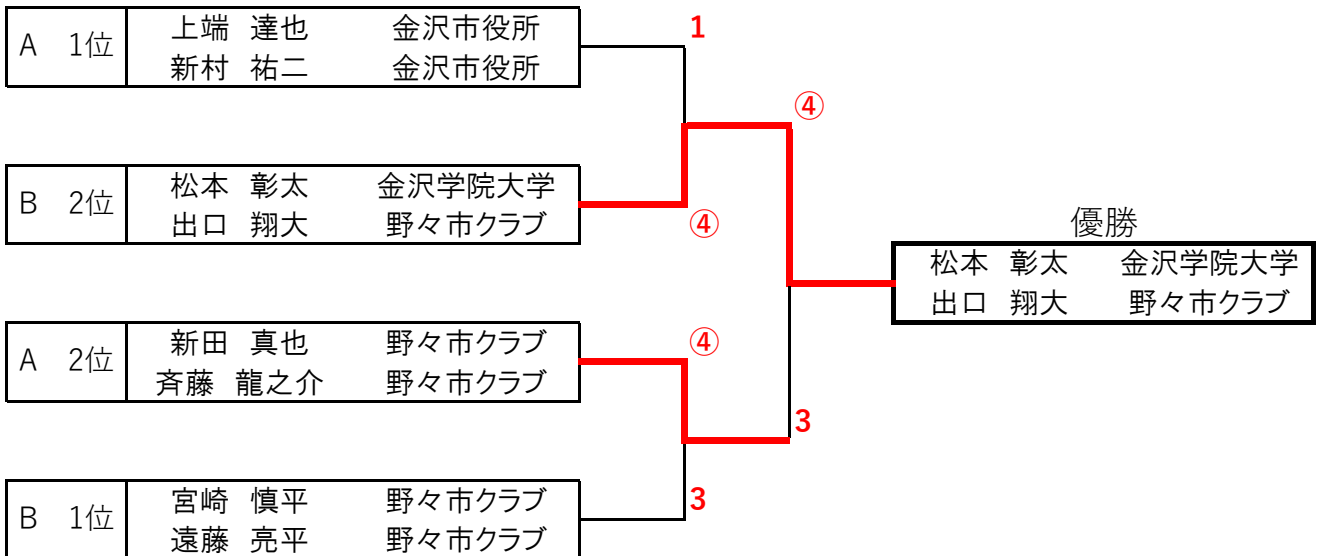 A 1位 上端 達也 金沢市役所
新村 祐二 金沢市役所
1
④
B 2位 松本 彰太 金沢学院大学
出口 翔大 野々市クラブ
④
優勝
松本 彰太 金沢学院大学
出口 翔大 野々市クラブ
A 2位 新田 真也 野々市クラブ
斉藤 龍之介 野々市クラブ
④
3
B 1位 宮崎 慎平 野々市クラブ
遠藤 亮平 野々市クラブ
3